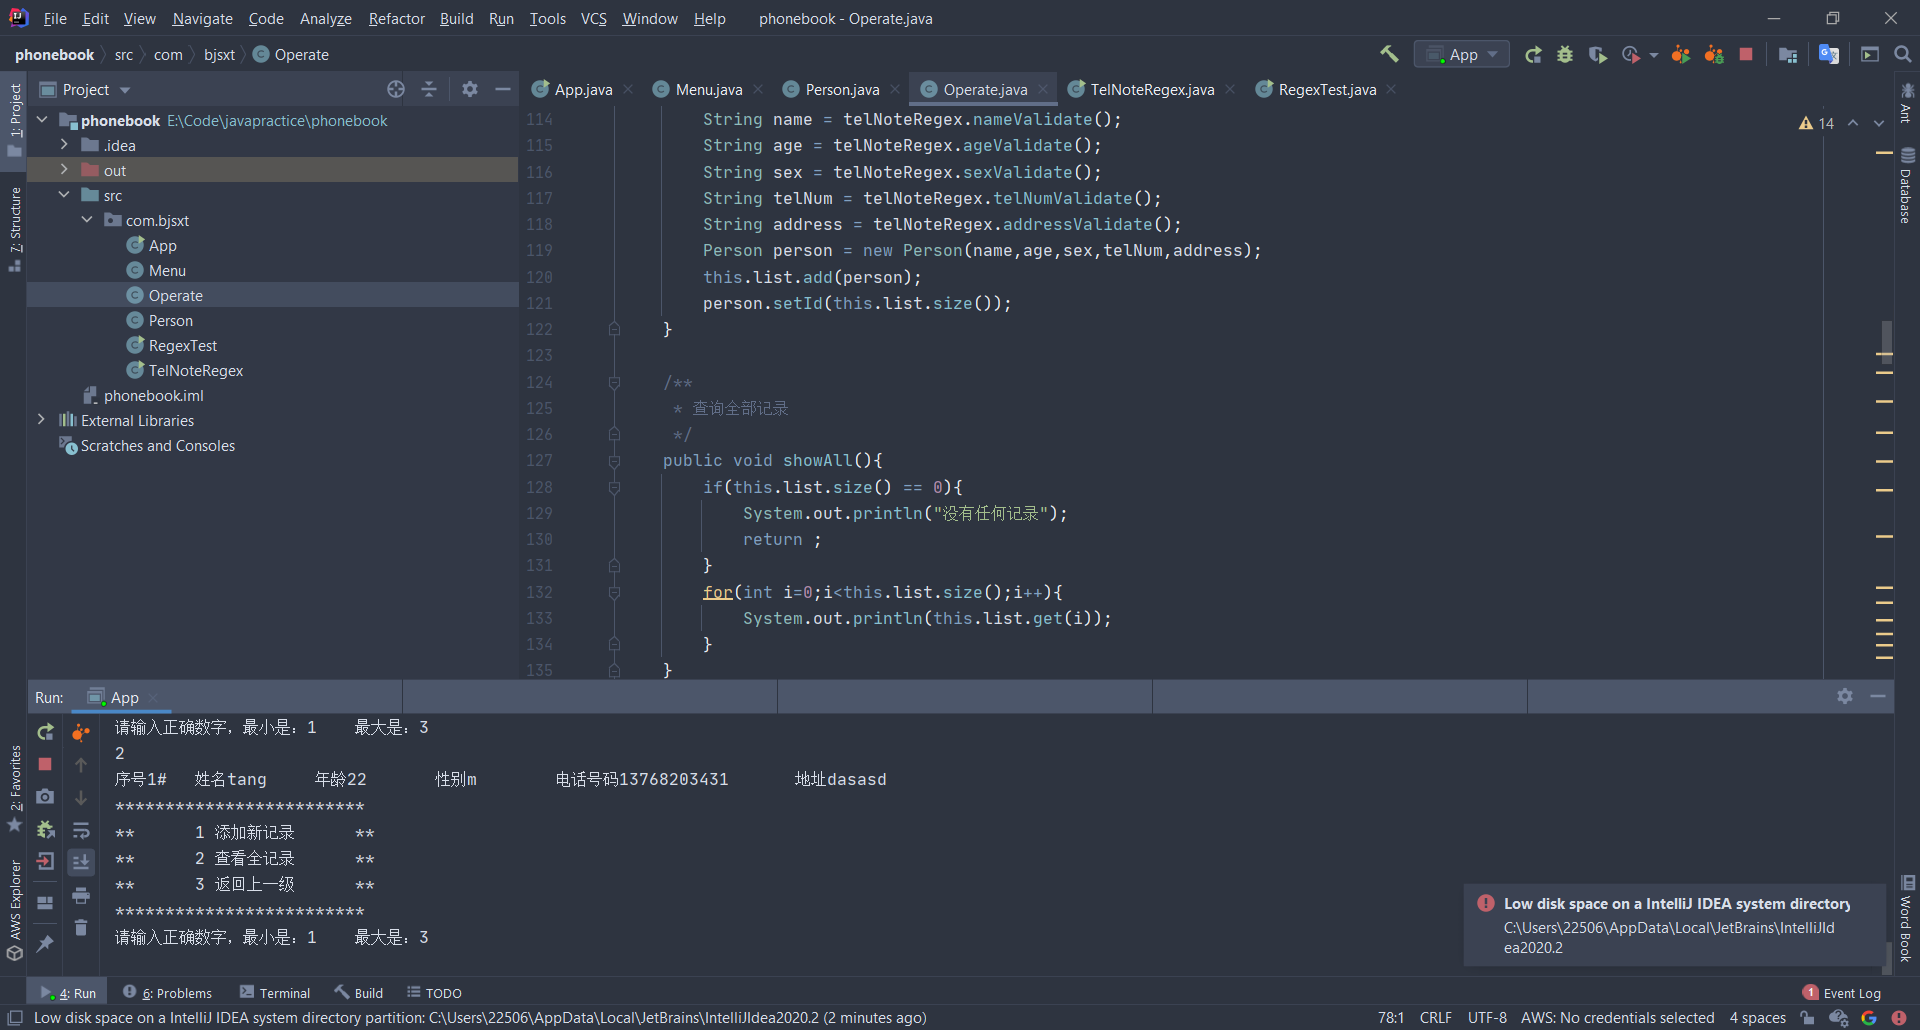 File Edit View Navigate Code Analyze Refactor Build Run Tools VCS Window Help phonebook - Operate.java
phonebook src com bjsxt Operate
App
Project
App.java Menu.java Person.java Operate.java TelNoteRegex.java RegexTest.java
1: Project
7: Structure
2: Favorites
AWS Explorer
phonebook E:\Code\javapractice\phonebook
.idea
out
src
com.bjsxt
App
Menu
Operate
Person
RegexTest
TelNoteRegex
phonebook.iml
External Libraries
Scratches and Consoles
14
114 String name = telNoteRegex.nameValidate();
115 String age = telNoteRegex.ageValidate();
116 String sex = telNoteRegex.sexValidate();
117 String telNum = telNoteRegex.telNumValidate();
118 String address = telNoteRegex.addressValidate();
119 Person person = new Person(name,age,sex,telNum,address);
120 this.list.add(person);
121 person.setId(this.list.size());
122 }
123
124 /**
125 * 查询全部记录
126 */
127 public void showAll(){
128 if(this.list.size() == 0){
129 System.out.println("没有任何记录");
130 return ;
131 }
132 for(int i=0;i<this.list.size();i++){
133 System.out.println(this.list.get(i));
134 }
135 }
Ant
Database
Word Book
Run: App
请输入正确数字，最小是：1 最大是：3
2
序号1# 姓名tang 年龄22 性别m 电话号码13768203431 地址dasasd
*************************
** 1 添加新记录 **
** 2 查看全记录 **
** 3 返回上一级 **
*************************
请输入正确数字，最小是：1 最大是：3
Low disk space on a IntelliJ IDEA system directory
C:\Users\22506\AppData\Local\JetBrains\IntelliJId
ea2020.2
4: Run 6: Problems Terminal Build TODO 1 Event Log
Low disk space on a IntelliJ IDEA system directory partition: C:\Users\22506\AppData\Local\JetBrains\IntelliJIdea2020.2 (2 minutes ago) 78:1 CRLF UTF-8 AWS: No credentials selected 4 spaces